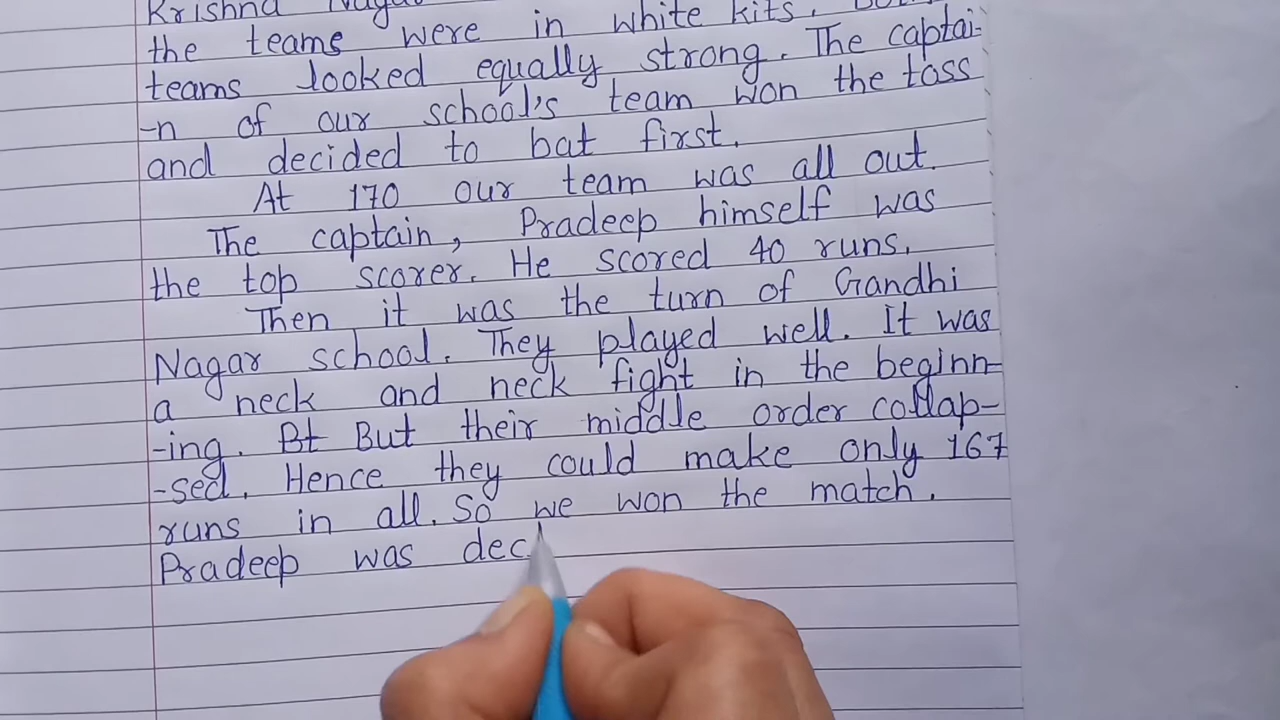 Krishna Nagar
the teams were in white kits. Both
teams looked equally strong. The captai-
-n of our school's team won the toss
and decided to bat first.
At 170 our team was all out.
The captain, Pradeep himself was
the top scorer. He scored 40 runs.
Then it was the turn of Gandhi
Nagar school. They played well. It was
a neck and neck fight in the beginn-
-ing. Bt But their middle order collap-
-sed. Hence they could make only 167
runs in all. So we won the match.
Pradeep was dec